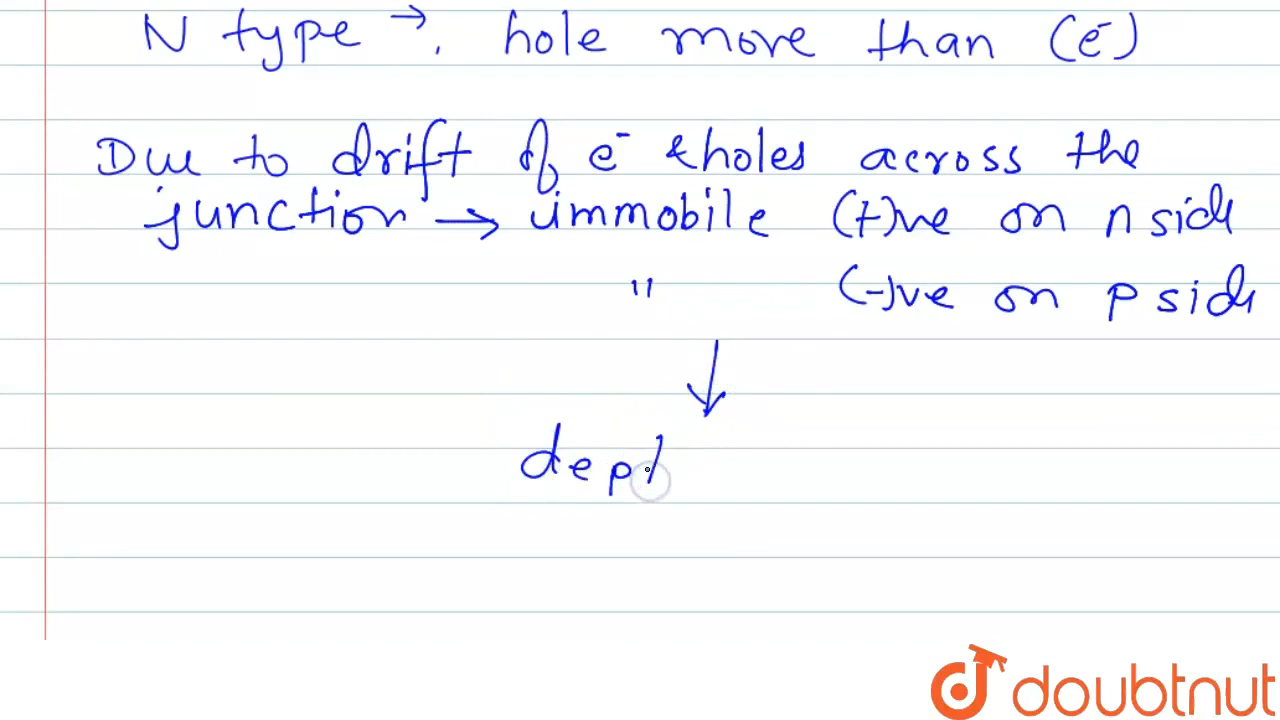 N type →. hole more than (e⁻)
Due to drift of e⁻ & holes across the
junction → immobile (+)ve on n side
" (-)ve on p side
↓
depl
doubtnut